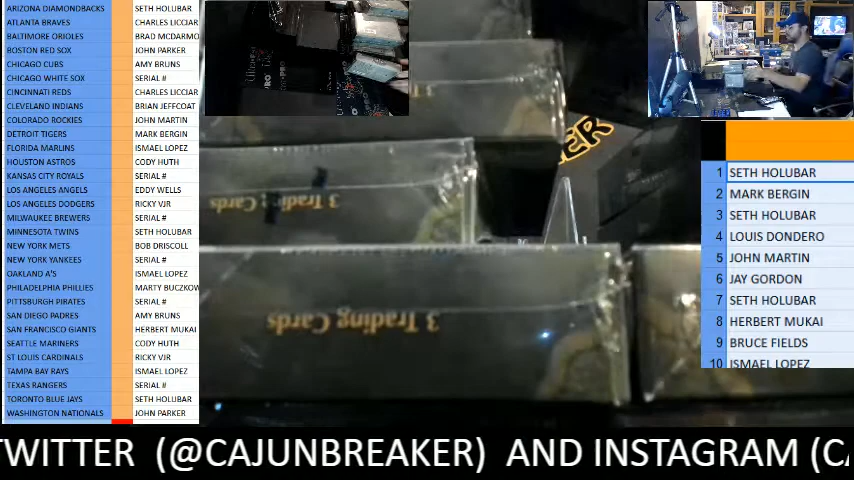 ARIZONA DIAMONDBACKS SETH HOLUBAR
ATLANTA BRAVES CHARLES LICCIAR
BALTIMORE ORIOLES BRAD MCDARMO
BOSTON RED SOX JOHN PARKER
CHICAGO CUBS AMY BRUNS
CHICAGO WHITE SOX SERIAL #
CINCINNATI REDS CHARLES LICCIAR
CLEVELAND INDIANS BRIAN JEFFCOAT
COLORADO ROCKIES JOHN MARTIN
DETROIT TIGERS MARK BERGIN
FLORIDA MARLINS ISMAEL LOPEZ
HOUSTON ASTROS CODY HUTH
KANSAS CITY ROYALS SERIAL #
LOS ANGELES ANGELS EDDY WELLS
LOS ANGELES DODGERS RICKY VJR
MILWAUKEE BREWERS SERIAL #
MINNESOTA TWINS SETH HOLUBAR
NEW YORK METS BOB DRISCOLL
NEW YORK YANKEES SERIAL #
OAKLAND A'S ISMAEL LOPEZ
PHILADELPHIA PHILLIES MARTY BUCZKOW
PITTSBURGH PIRATES SERIAL #
SAN DIEGO PADRES AMY BRUNS
SAN FRANCISCO GIANTS HERBERT MUKAI
SEATTLE MARINERS CODY HUTH
ST LOUIS CARDINALS RICKY VJR
TAMPA BAY RAYS ISMAEL LOPEZ
TEXAS RANGERS SERIAL #
TORONTO BLUE JAYS SETH HOLUBAR
WASHINGTON NATIONALS JOHN PARKER
3 Trading Cards
3 Trading Cards
1 SETH HOLUBAR
2 MARK BERGIN
3 SETH HOLUBAR
4 LOUIS DONDERO
5 JOHN MARTIN
6 JAY GORDON
7 SETH HOLUBAR
8 HERBERT MUKAI
9 BRUCE FIELDS
10 ISMAEL LOPEZ
TWITTER (@CAJUNBREAKER) AND INSTAGRAM (CA